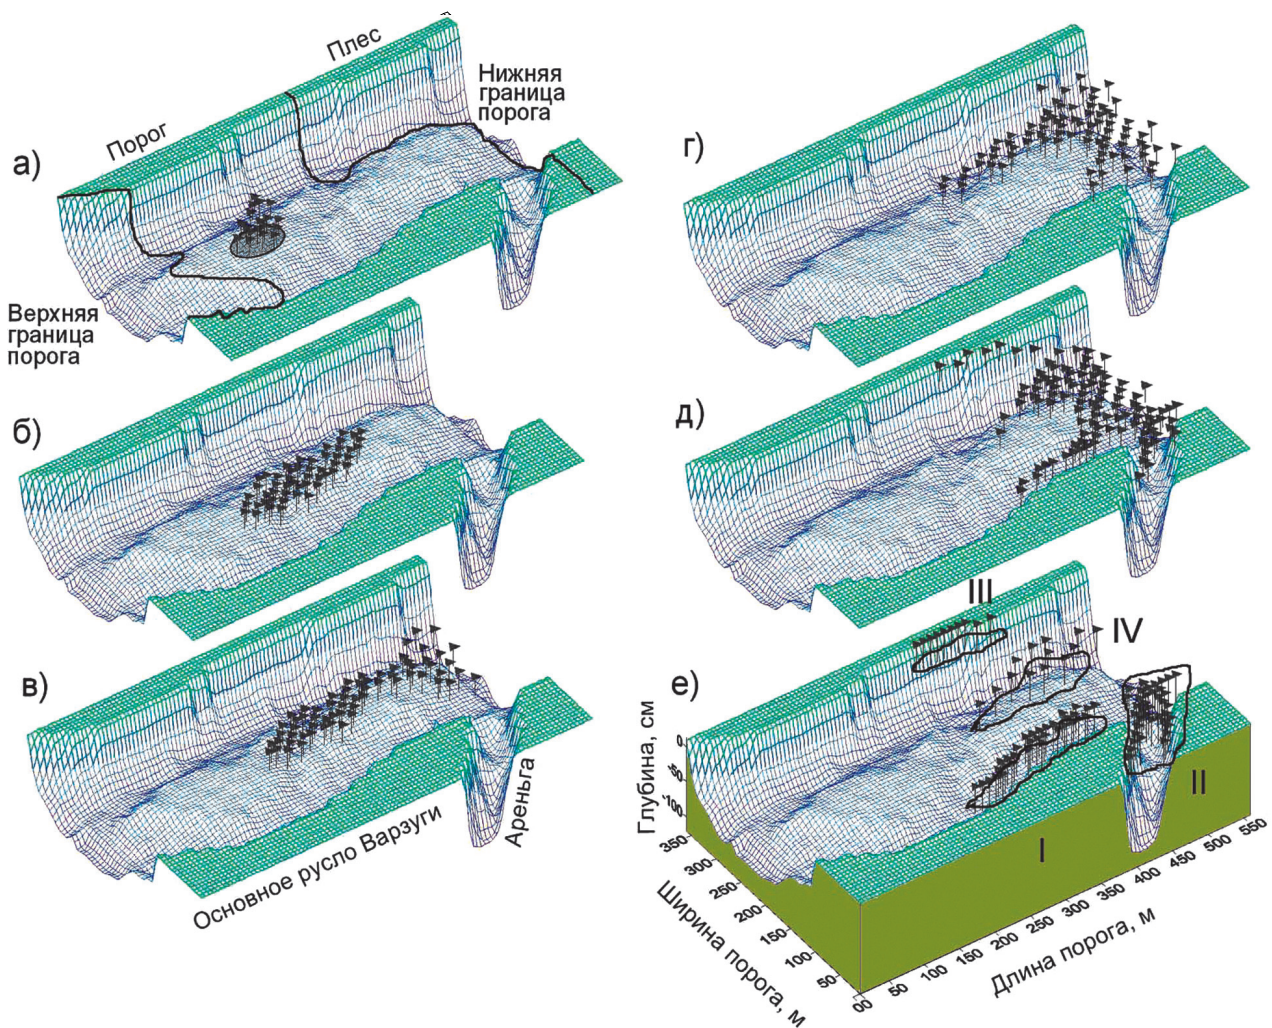 а)
Порог
Плес
Нижняя
граница
порога
Верхняя
граница
порога
б)
в)
Основное русло Варзуги
Ареньга
г)
д)
е)
III
IV
II
I
Глубина, см
0
-50
-100
350
300
250
200
150
100
50
0
Ширина порога, м
0
50
100
150
200
250
300
350
400
450
500
550
Длина порога, м